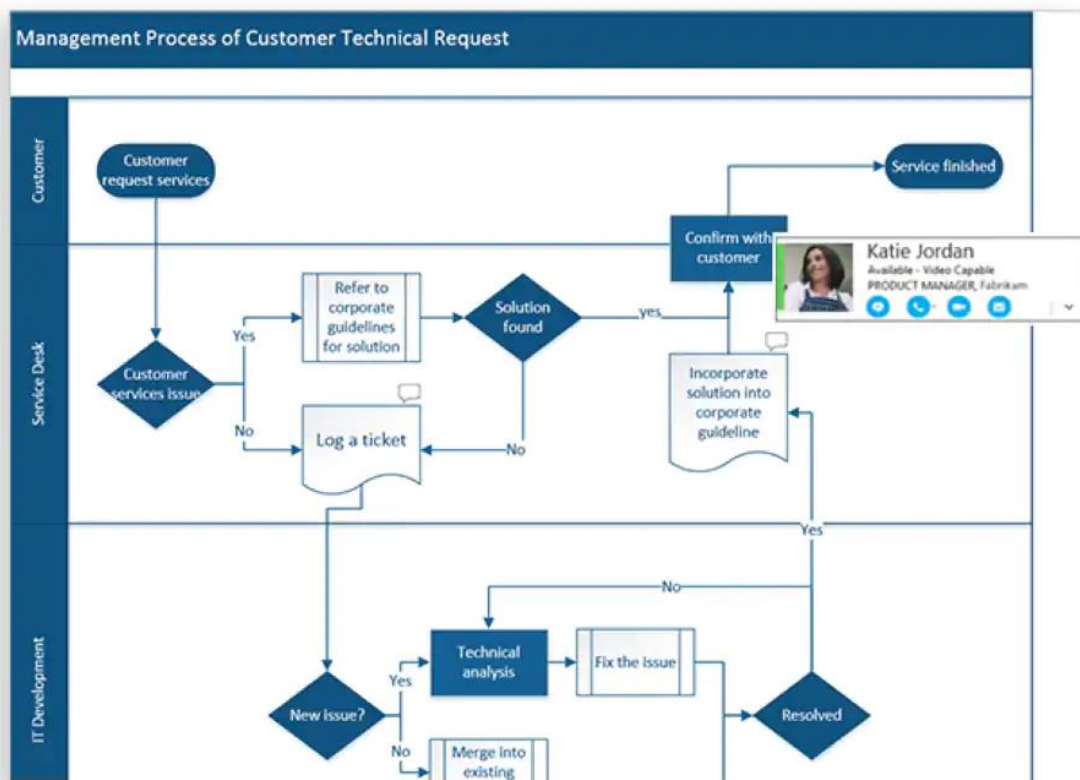 Management Process of Customer Technical Request
Customer
Customer
request services
Service finished
Confirm with
customer
Katie Jordan
Available - Video Capable
PRODUCT MANAGER, Fabrikam
Service Desk
Refer to
corporate
guidelines
for solution
Solution
found
yes
Yes
Customer
services issue
No
Log a ticket
No
Incorporate
solution into
corporate
guideline
Yes
IT Development
No
Technical
analysis
Fix the issue
Yes
New issue?
Resolved
No
Merge into
existing